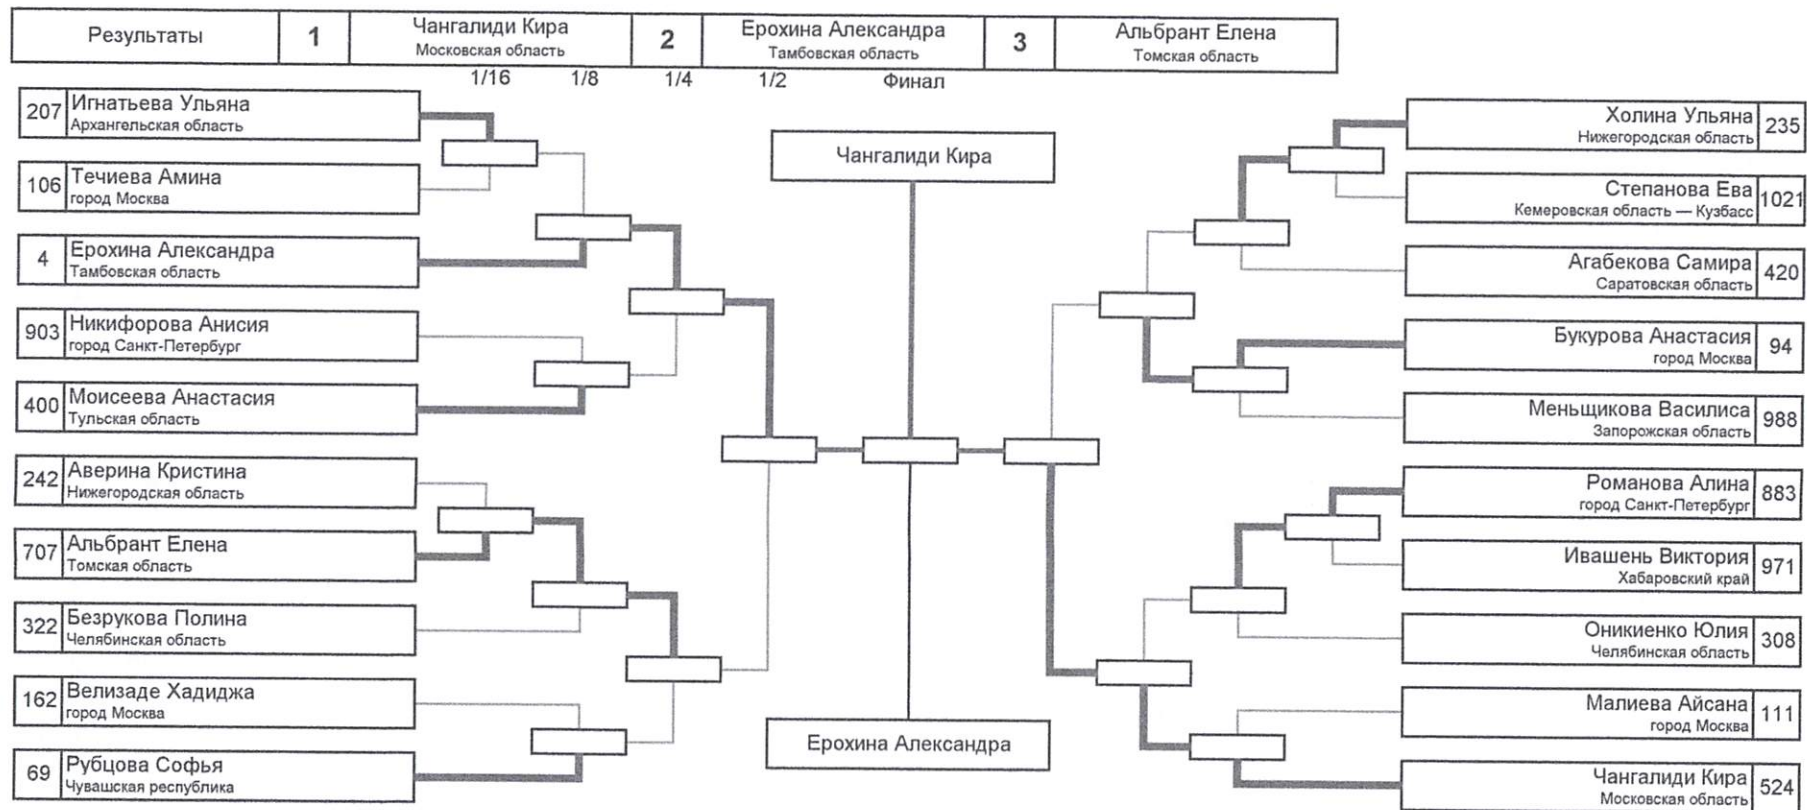 Результаты
1
Чангалиди Кира
Московская область
2
Ерохина Александра
Тамбовская область
3
Альбрант Елена
Томская область
1/16 1/8 1/4 1/2 Финал
207
Игнатьева Ульяна
Архангельская область
106
Течиева Амина
город Москва
4
Ерохина Александра
Тамбовская область
903
Никифорова Анисия
город Санкт-Петербург
400
Моисеева Анастасия
Тульская область
242
Аверина Кристина
Нижегородская область
707
Альбрант Елена
Томская область
322
Безрукова Полина
Челябинская область
162
Велизаде Хадиджа
город Москва
69
Рубцова Софья
Чувашская республика
Чангалиди Кира
Ерохина Александра
Холина Ульяна
Нижегородская область
235
Степанова Ева
Кемеровская область — Кузбасс
1021
Агабекова Самира
Саратовская область
420
Букурова Анастасия
город Москва
94
Меньщикова Василиса
Запорожская область
988
Романова Алина
город Санкт-Петербург
883
Ивашень Виктория
Хабаровский край
971
Оникиенко Юлия
Челябинская область
308
Малиева Айсана
город Москва
111
Чангалиди Кира
Московская область
524